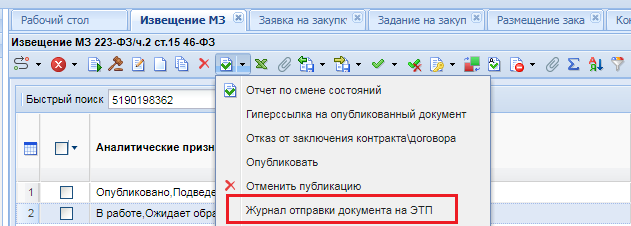 Рабочий стол
Извещение МЗ
Заявка на закупк
Задание на закуп
Размещение зака
Кон
Извещение МЗ 223-ФЗ/ч.2 ст.15 46-ФЗ
Быстрый поиск 5190198362
Аналитические призн
1 Опубликовано,Подведе
2 В работе,Ожидает обра
Отчет по смене состояний
Гиперссылка на опубликованный документ
Отказ от заключения контракта\договора
Опубликовать
Отменить публикацию
Журнал отправки документа на ЭТП